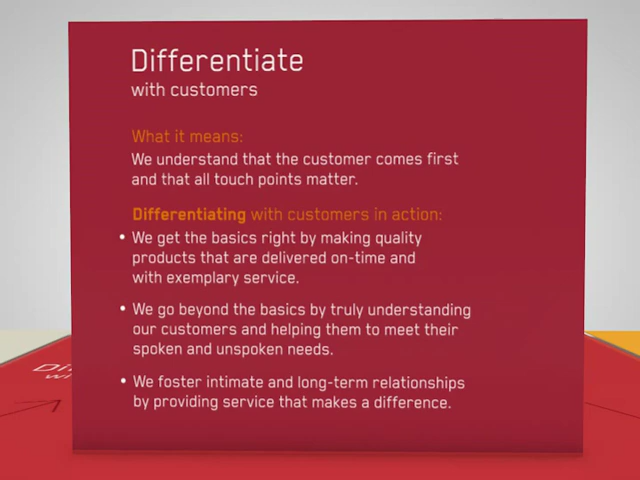 Differentiate
with customers
What it means:
We understand that the customer comes first
and that all touch points matter.
Differentiating with customers in action:
• We get the basics right by making quality
products that are delivered on-time and
with exemplary service.
• We go beyond the basics by truly understanding
our customers and helping them to meet their
spoken and unspoken needs.
• We foster intimate and long-term relationships
by providing service that makes a difference.